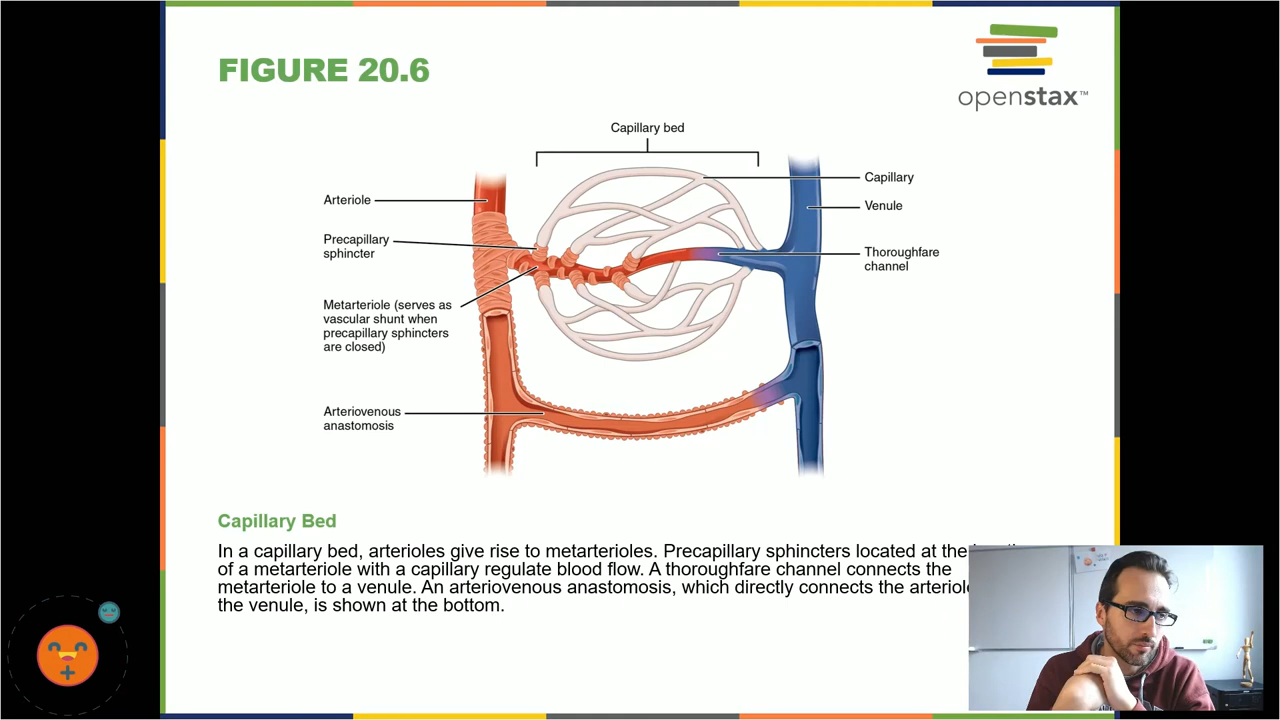 FIGURE 20.6
openstax™
Capillary bed
Arteriole
Capillary
Venule
Precapillary
sphincter
Thoroughfare
channel
Metarteriole (serves as
vascular shunt when
precapillary sphincters
are closed)
Arteriovenous
anastomosis
Capillary Bed
In a capillary bed, arterioles give rise to metarterioles. Precapillary sphincters located at the
of a metarteriole with a capillary regulate blood flow. A thoroughfare channel connects the
metarteriole to a venule. An arteriovenous anastomosis, which directly connects the
the venule, is shown at the bottom.